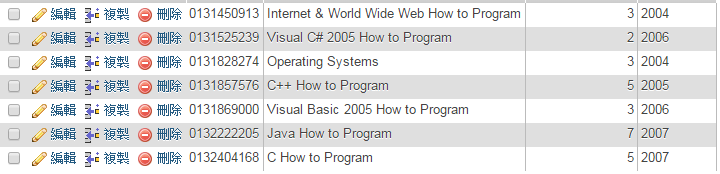 編輯 複製 刪除 0131450913 Internet & World Wide Web How to Program 3 2004
編輯 複製 刪除 0131525239 Visual C# 2005 How to Program 2 2006
編輯 複製 刪除 0131828274 Operating Systems 3 2004
編輯 複製 刪除 0131857576 C++ How to Program 5 2005
編輯 複製 刪除 0131869000 Visual Basic 2005 How to Program 3 2006
編輯 複製 刪除 0132222205 Java How to Program 7 2007
編輯 複製 刪除 0132404168 C How to Program 5 2007